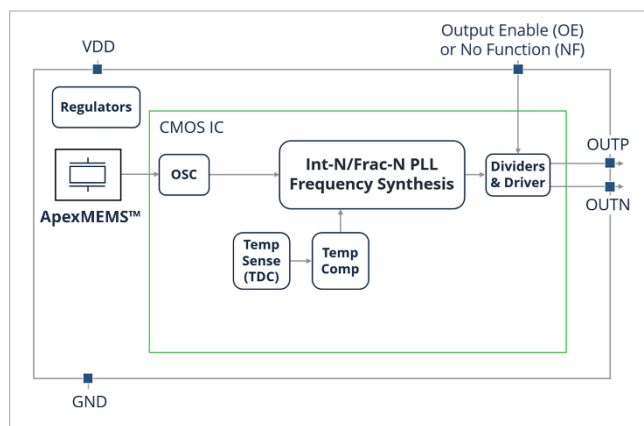 VDD
Output Enable (OE)
or No Function (NF)
Regulators
CMOS IC
OUTP
OSC
Int-N/Frac-N PLL
Frequency Synthesis
Dividers
& Driver
ApexMEMS™
OUTN
Temp
Sense
(TDC)
Temp
Comp
GND